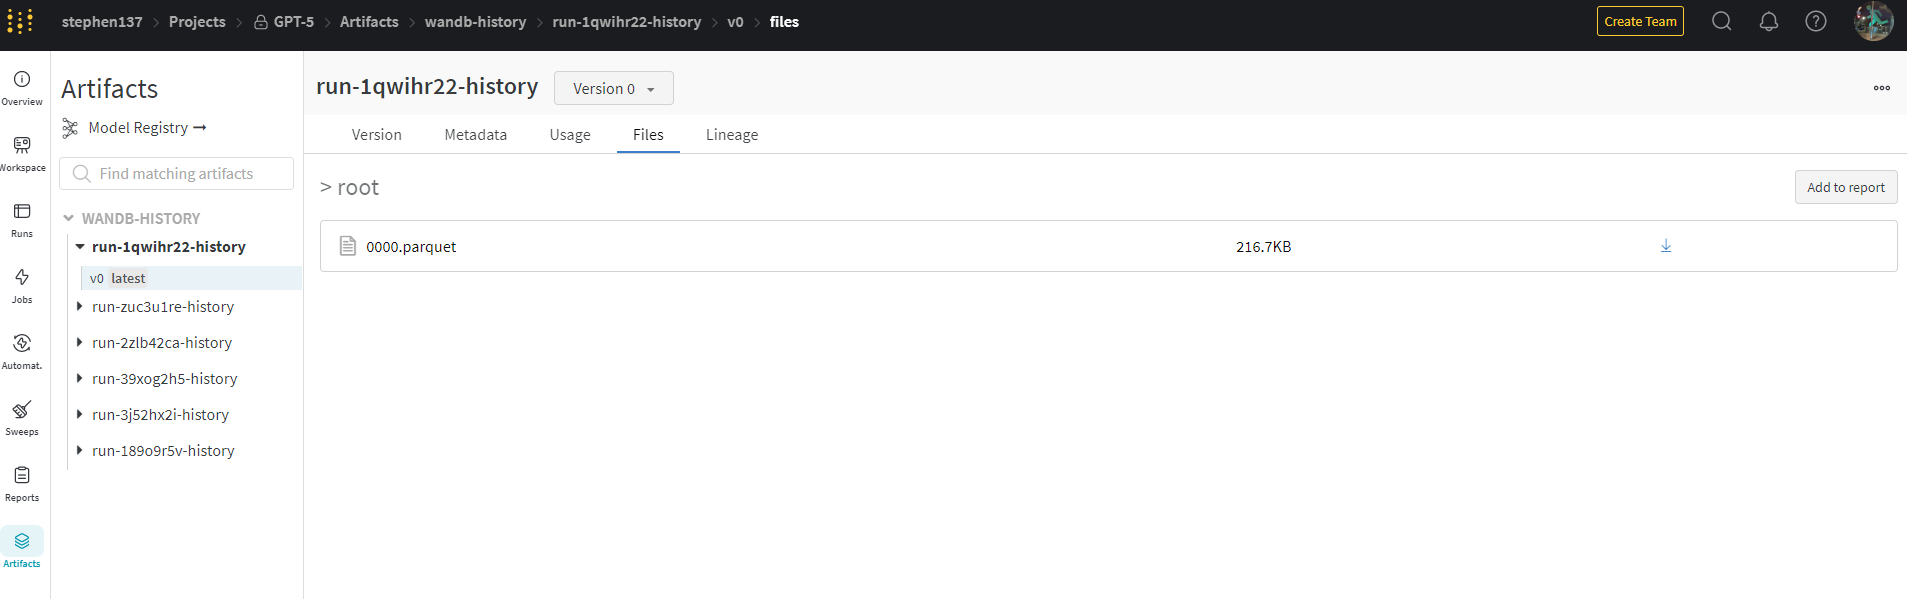 stephen137 > Projects > GPT-5 > Artifacts > wandb-history > run-1qwihr22-history > v0 > files
Create Team
Overview
Workspace
Runs
Jobs
Automat.
Sweeps
Reports
Artifacts
Artifacts
Model Registry →
Find matching artifacts
WANDB-HISTORY
run-1qwihr22-history
v0 latest
run-zuc3u1re-history
run-2zlb42ca-history
run-39xog2h5-history
run-3j52hx2i-history
run-189o9r5v-history
run-1qwihr22-history Version 0
Version Metadata Usage Files Lineage
> root
Add to report
0000.parquet 216.7KB